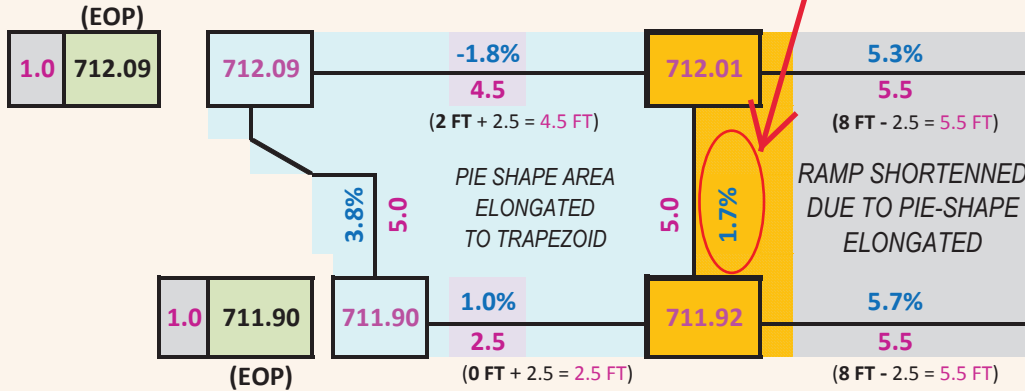 (EOP)
1.0 712.09 712.09 -1.8% 712.01 5.3%
4.5 5.5
(2 FT + 2.5 = 4.5 FT) (8 FT - 2.5 = 5.5 FT)
3.8%
5.0
PIE SHAPE AREA
ELONGATED
TO TRAPEZOID
5.0
1.7%
RAMP SHORTENNED
DUE TO PIE-SHAPE
ELONGATED
1.0 711.90 711.90 1.0% 711.92 5.7%
2.5 5.5
(EOP) (0 FT + 2.5 = 2.5 FT) (8 FT - 2.5 = 5.5 FT)